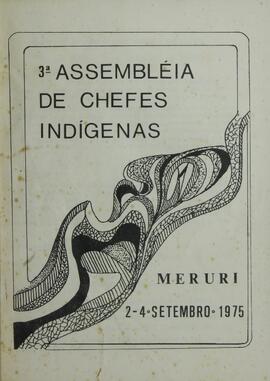 3ª ASSEMBLÉIA
DE CHEFES
INDÍGENAS
MERURI
2-4•SETEMBRO•1975